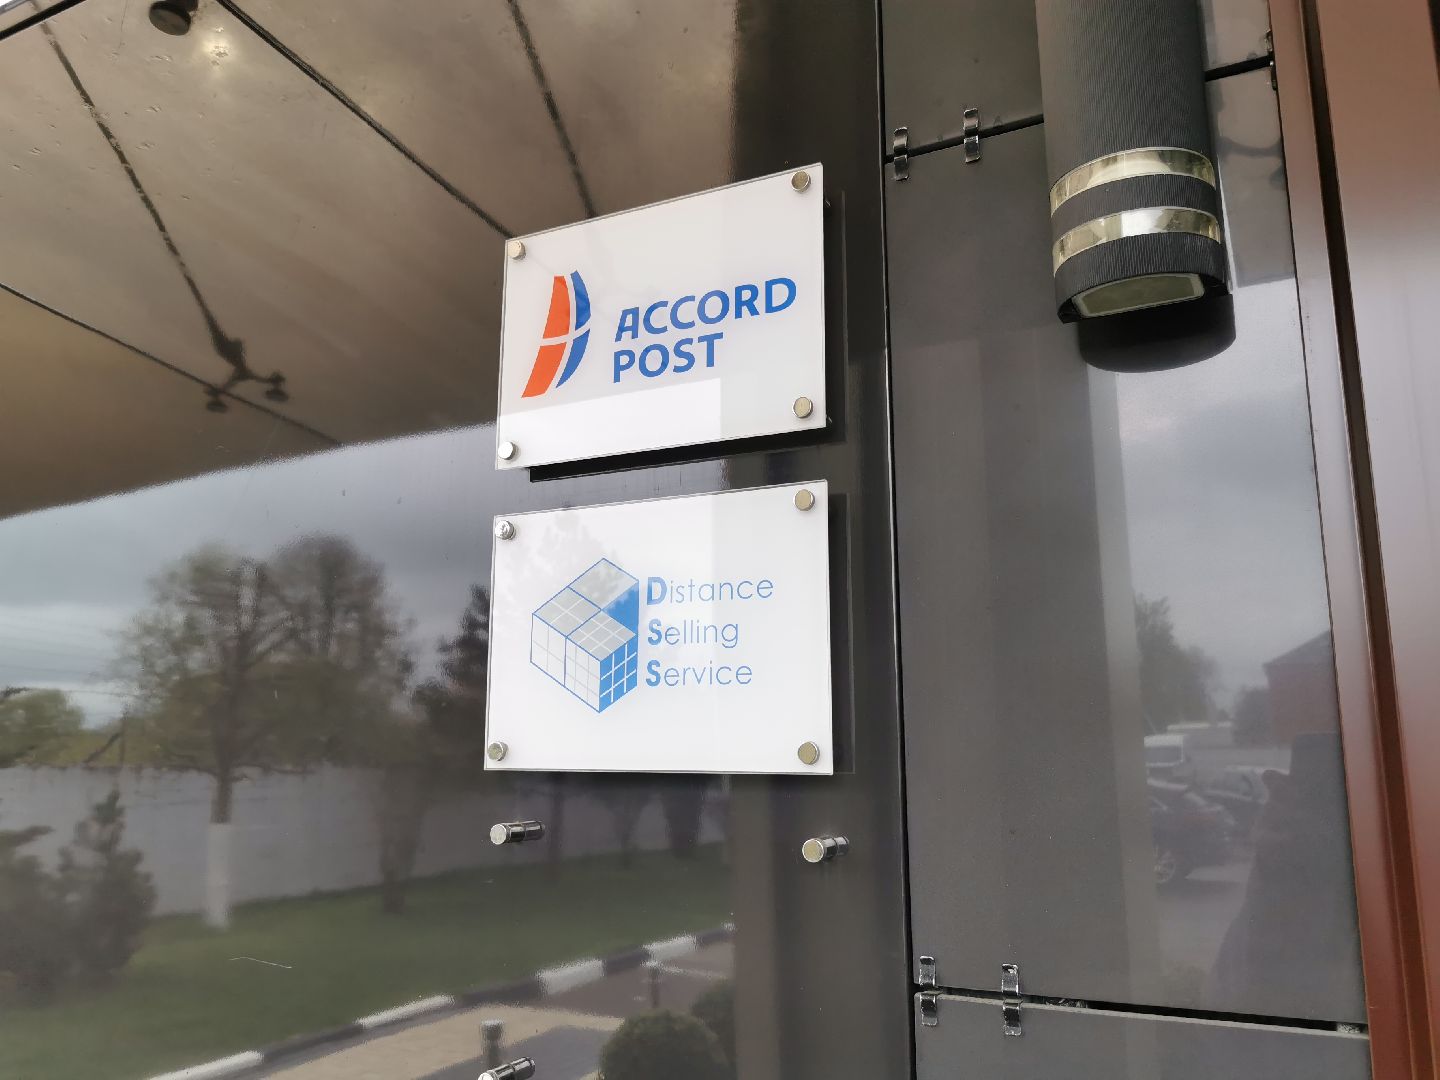 ACCORD
POST
Distance
Selling
Service